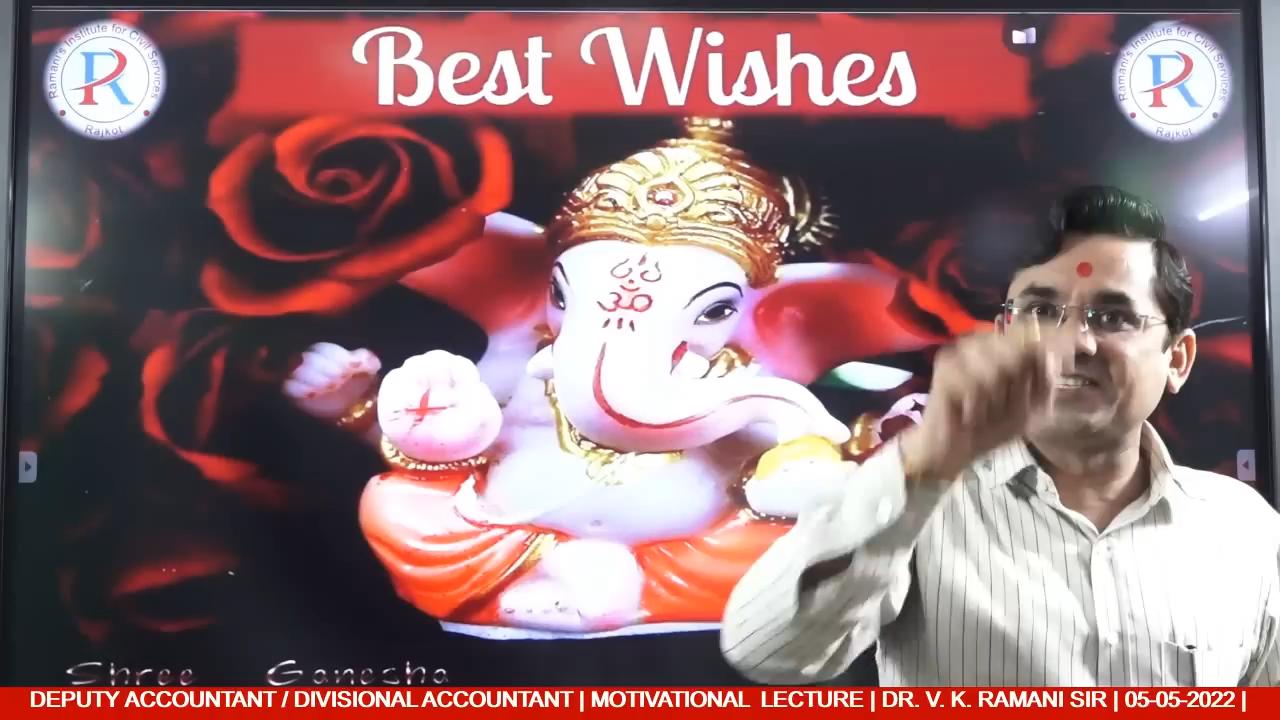 Best Wishes
Ramani's Institute for Civil Services
R
Rajkot
Ramani's Institute for Civil Services
R
Rajkot
ॐ
Shree Ganesha
DEPUTY ACCOUNTANT / DIVISIONAL ACCOUNTANT | MOTIVATIONAL LECTURE | DR. V. K. RAMANI SIR | 05-05-2022 |